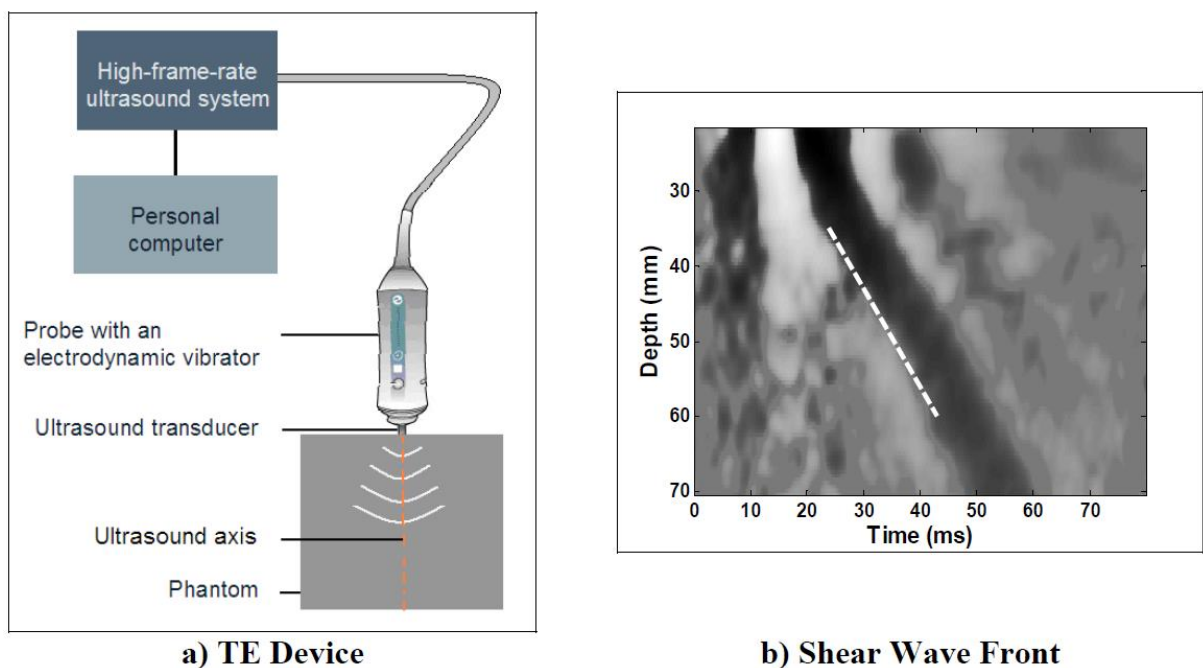 High-frame-rate
ultrasound system
Personal
computer
Probe with an
electrodynamic vibrator
Ultrasound transducer
Ultrasound axis
Phantom
a) TE Device
Depth (mm)
30
40
50
60
70
0 10 20 30 40 50 60 70
Time (ms)
b) Shear Wave Front